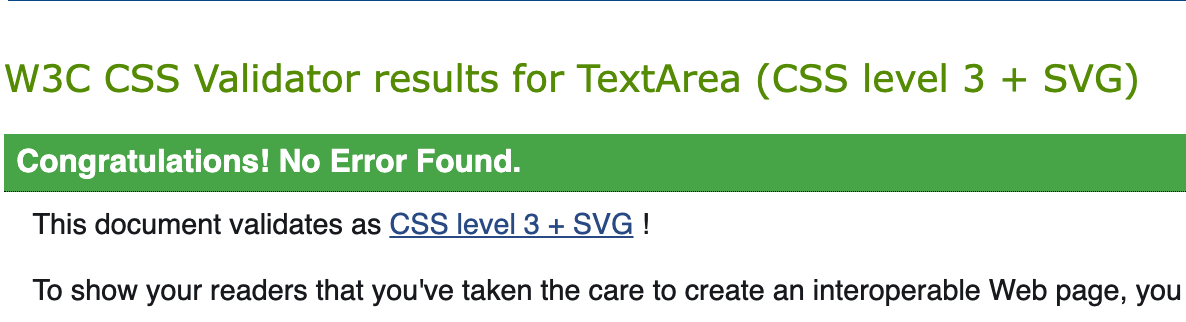 W3C CSS Validator results for TextArea (CSS level 3 + SVG)
Congratulations! No Error Found.
This document validates as CSS level 3 + SVG !
To show your readers that you've taken the care to create an interoperable Web page, you